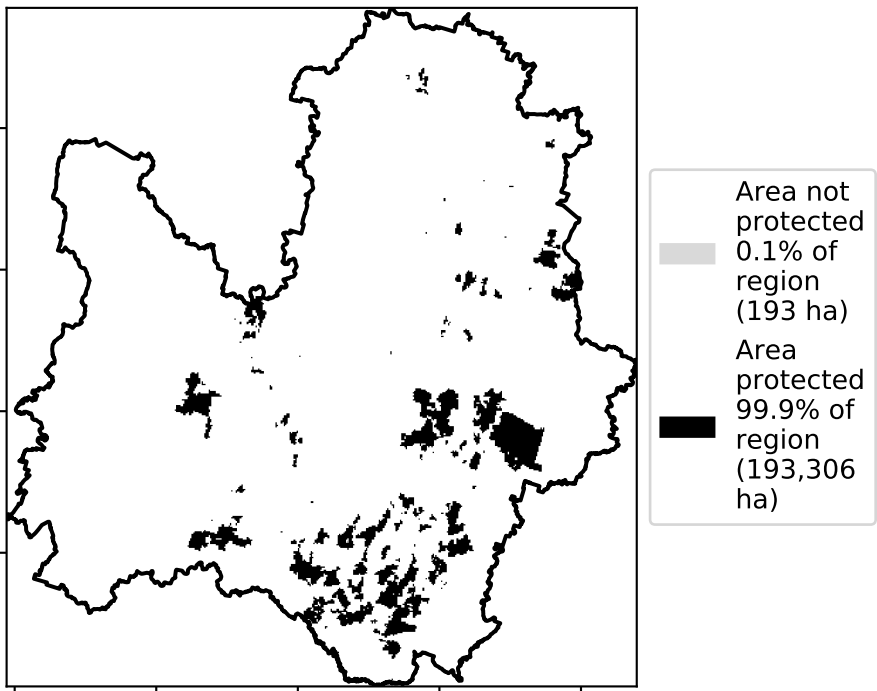 Area not
protected
0.1% of
region
(193 ha)
Area
protected
99.9% of
region
(193,306
ha)